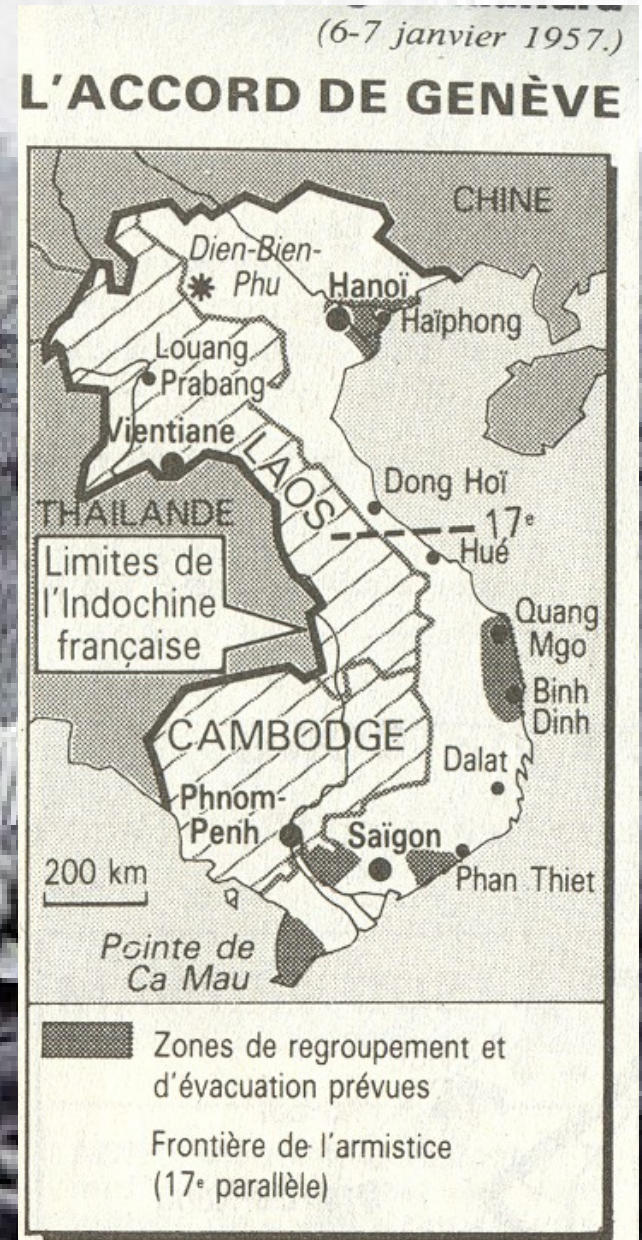 (6-7 janvier 1957.)
L'ACCORD DE GENÈVE
CHINE
Dien-Bien-
Phu
Hanoï
Haïphong
Louang
Prabang
Vientiane
LAOS
Dong Hoï
THAILANDE
17e
Hué
Limites de
l'Indochine
française
Quang
Mgo
Binh
Dinh
CAMBODGE
Dalat
Phnom-
Penh
Saïgon
200 km
Phan Thiet
Pointe de
Ca Mau
Zones de regroupement et
d'évacuation prévues
Frontière de l'armistice
(17e parallèle)